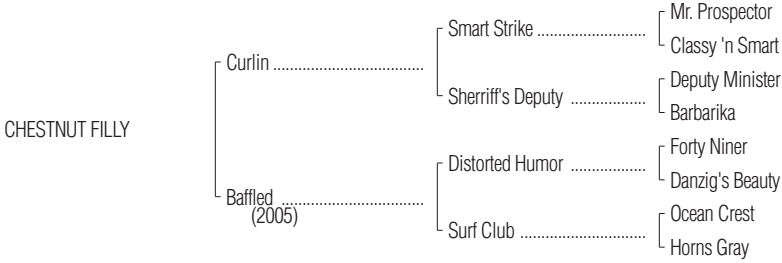 Mr. Prospector
Smart Strike ..........................
Classy 'n Smart
Curlin ....................................
Deputy Minister
Sherriff's Deputy ..................
Barbarika
CHESTNUT FILLY
Forty Niner
Distorted Humor ..................
Danzig's Beauty
Baffled ..................................
(2005)
Ocean Crest
Surf Club ..............................
Horns Gray